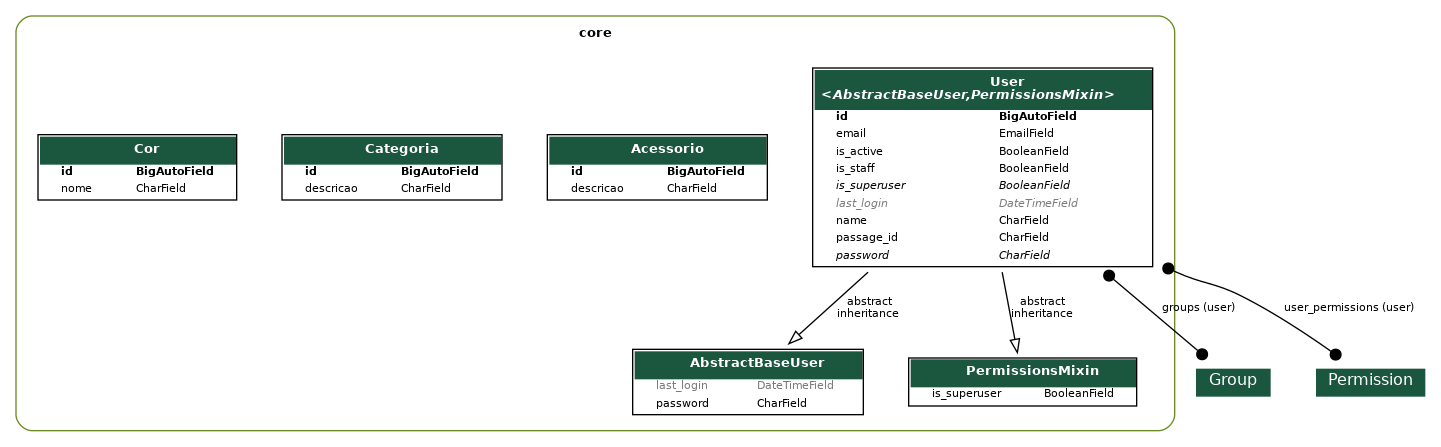 core
Cor
id BigAutoField
nome CharField
Categoria
id BigAutoField
descricao CharField
Acessorio
id BigAutoField
descricao CharField
User
<AbstractBaseUser,PermissionsMixin>
id BigAutoField
email EmailField
is_active BooleanField
is_staff BooleanField
is_superuser BooleanField
last_login DateTimeField
name CharField
passage_id CharField
password CharField
abstract
inheritance
abstract
inheritance
groups (user)
user_permissions (user)
AbstractBaseUser
last_login DateTimeField
password CharField
PermissionsMixin
is_superuser BooleanField
Group
Permission